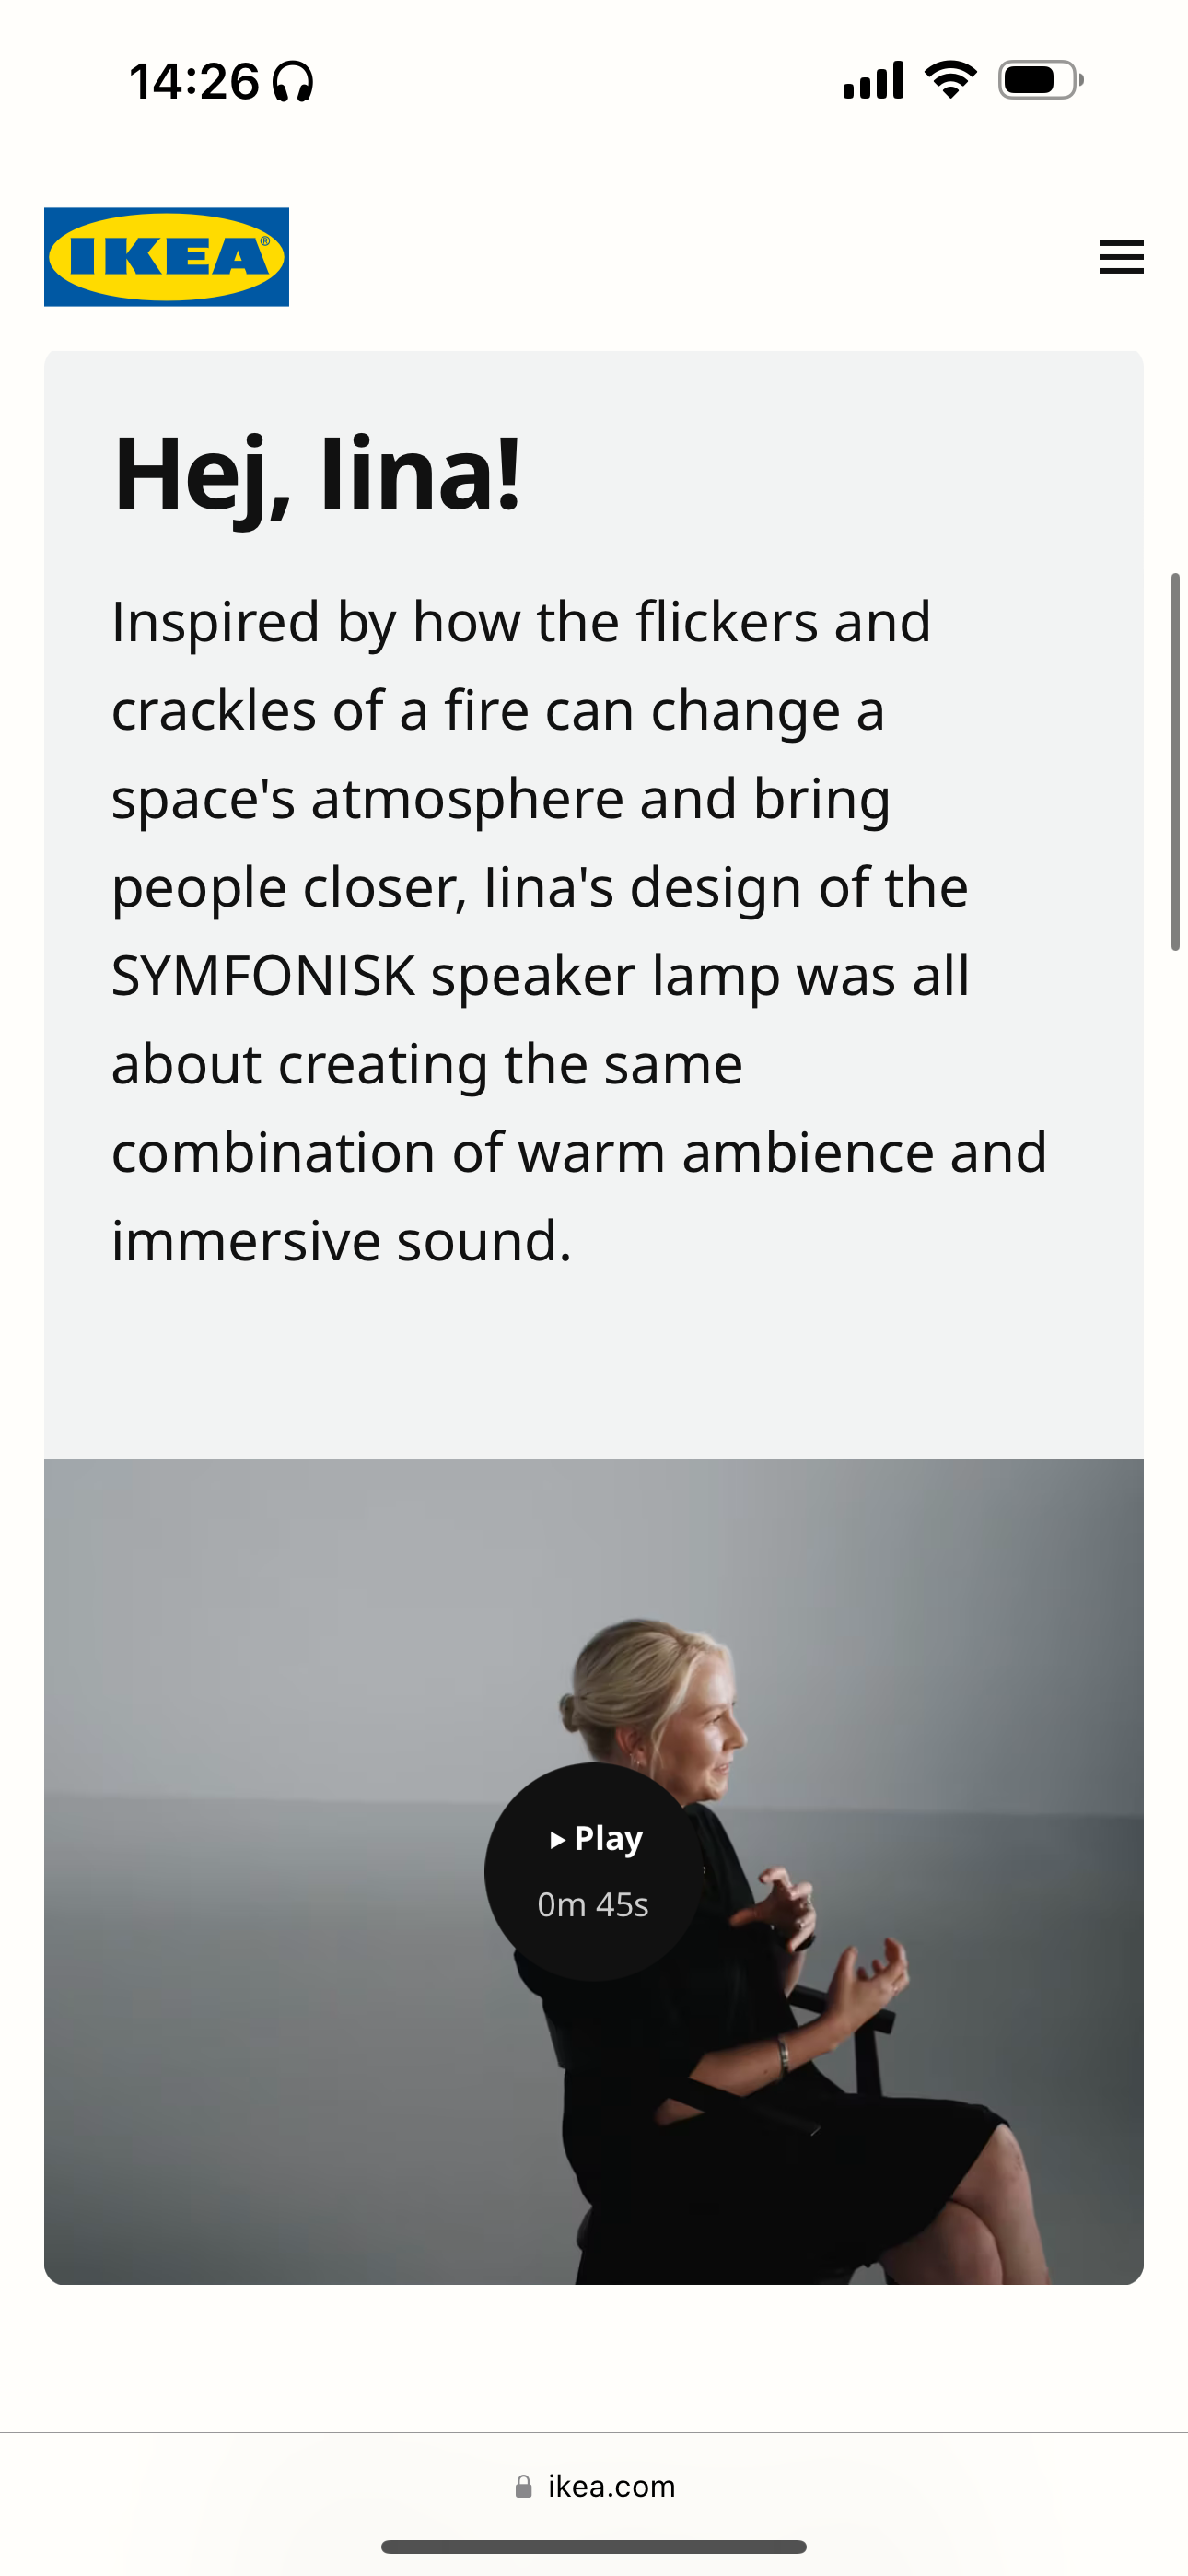 14:26
IKEA®
Hej, Iina!
Inspired by how the flickers and
crackles of a fire can change a
space's atmosphere and bring
people closer, Iina's design of the
SYMFONISK speaker lamp was all
about creating the same
combination of warm ambience and
immersive sound.
Play
0m 45s
ikea.com